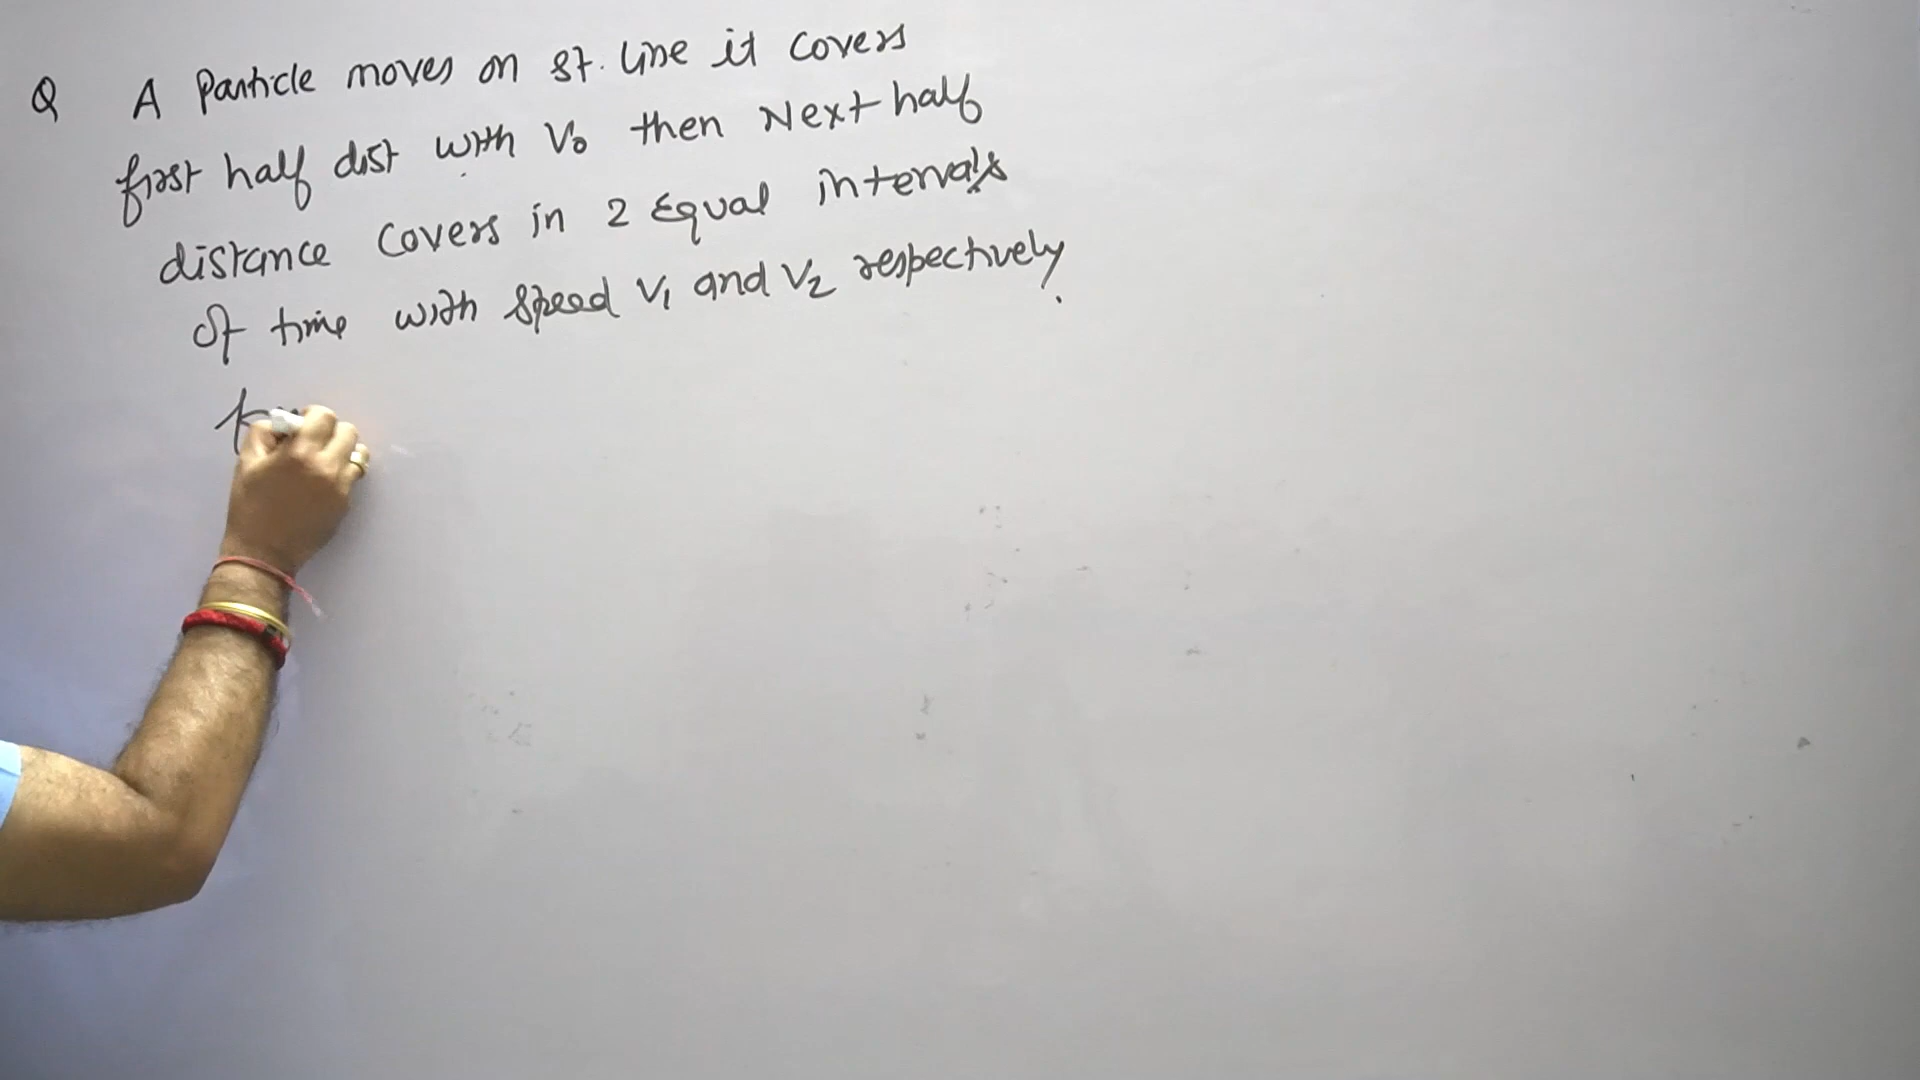 Q A Particle moves on st. line it covers
first half dist with V₀ then Next half
distance Covers in 2 Equal intervals
of time with speed V₁ and V₂ respectively.